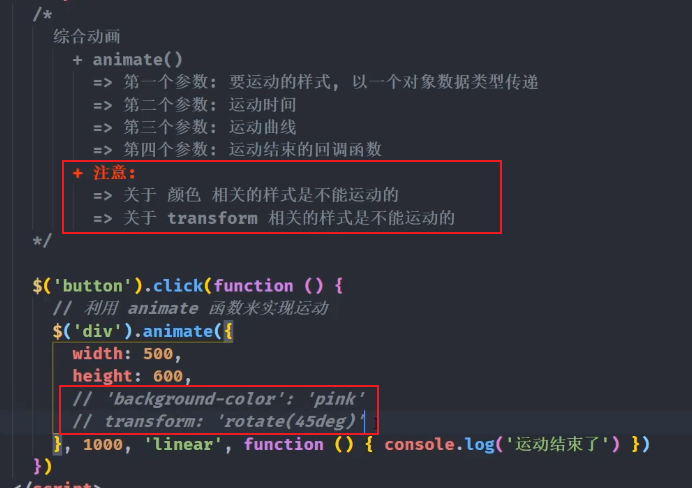 /*
综合动画
+ animate()
=> 第一个参数: 要运动的样式, 以一个对象数据类型传递
=> 第二个参数: 运动时间
=> 第三个参数: 运动曲线
=> 第四个参数: 运动结束的回调函数
+ 注意:
=> 关于 颜色 相关的样式是不能运动的
=> 关于 transform 相关的样式是不能运动的
*/
$('button').click(function () {
// 利用 animate 函数来实现运动
$('div').animate({
width: 500,
height: 600,
// 'background-color': 'pink'
// transform: 'rotate(45deg)'
}, 1000, 'linear', function () { console.log('运动结束了') })
})
</script>